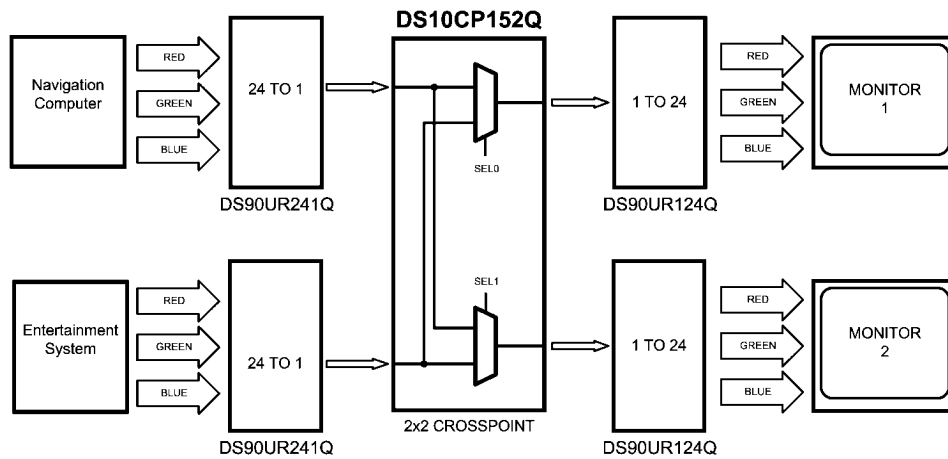 DS10CP152Q
Navigation
Computer
RED
GREEN
BLUE
24 TO 1
DS90UR241Q
SEL0
1 TO 24
DS90UR124Q
RED
GREEN
BLUE
MONITOR
1
Entertainment
System
RED
GREEN
BLUE
24 TO 1
DS90UR241Q
SEL1
2x2 CROSSPOINT
1 TO 24
DS90UR124Q
RED
GREEN
BLUE
MONITOR
2